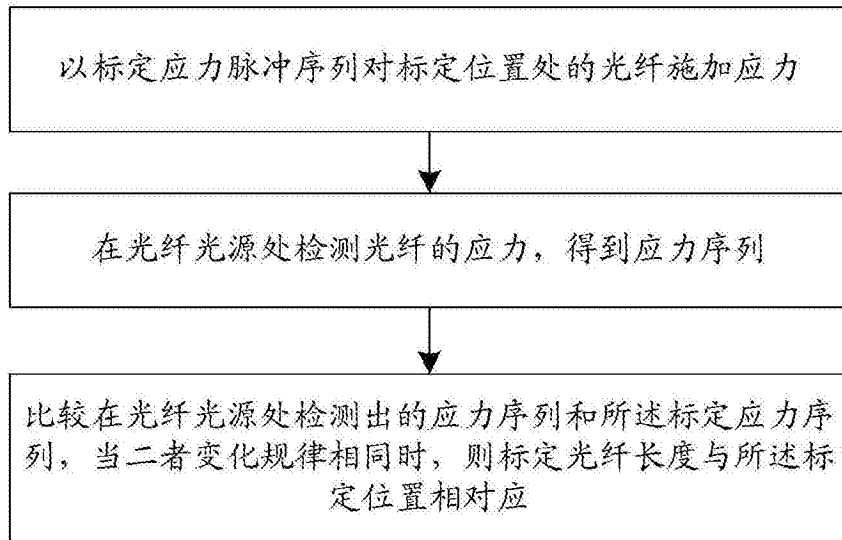 以标定应力脉冲序列对标定位置处的光纤施加应力
在光纤光源处检测光纤的应力，得到应力序列
比较在光纤光源处检测出的应力序列和所述标定应力序
列，当二者变化规律相同时，则标定光纤长度与所述标
定位置相对应